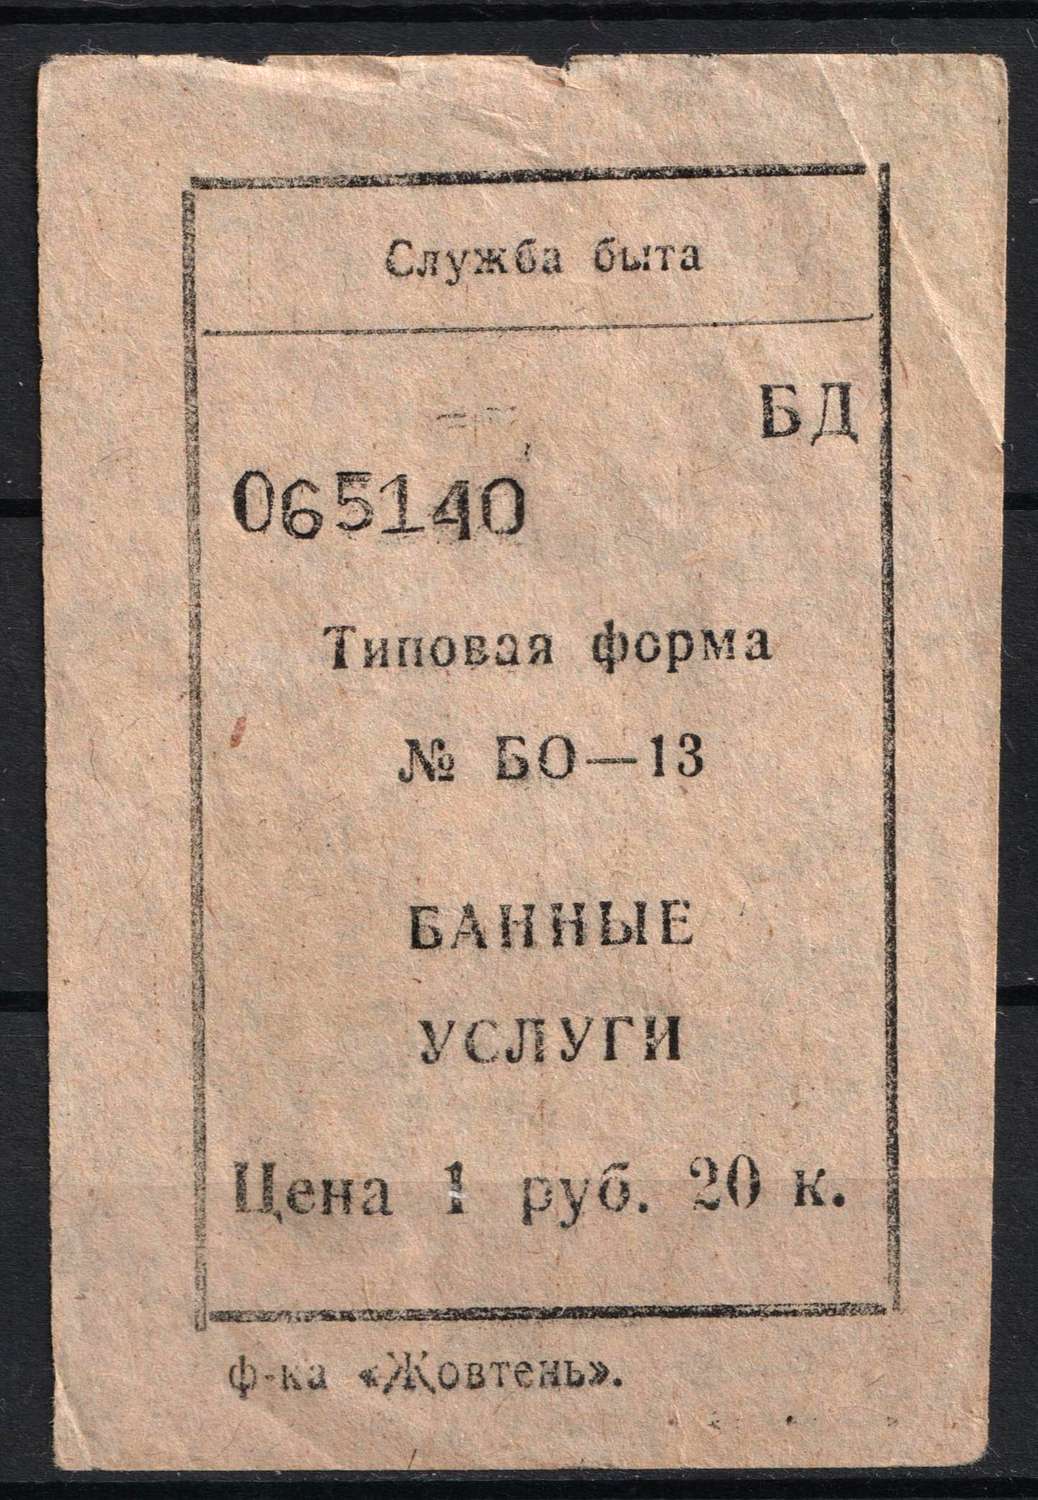 Служба быта
БД
065140
Типовая форма
№ БО—13
БАННЫЕ
УСЛУГИ
Цена 1 руб. 20 к.
ф-ка «Жовтень».